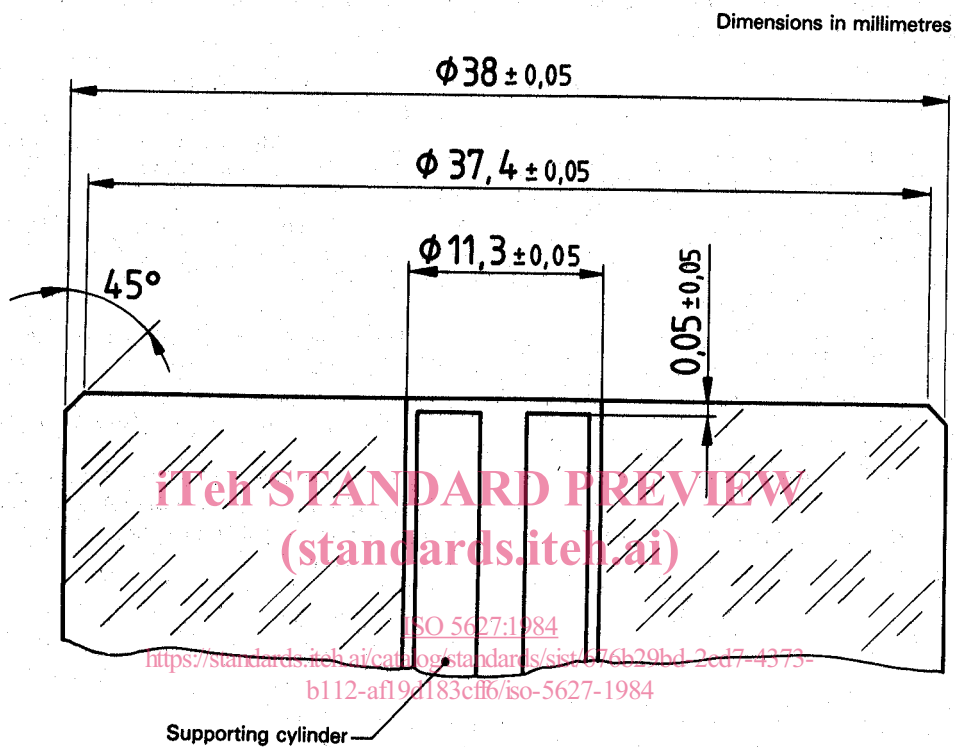 Dimensions in millimetres
ϕ38 ± 0,05
ϕ 37,4 ± 0,05
ϕ 11,3 ± 0,05
45°
0,05 ± 0,05
iTeh STANDARD PREVIEW
(standards.iteh.ai)
ISO 5627:1984
https://standards.iteh.ai/catalog/standards/sist/676b29bd-2ed7-4373-
b112-af19d183cff6/iso-5627-1984
Supporting cylinder